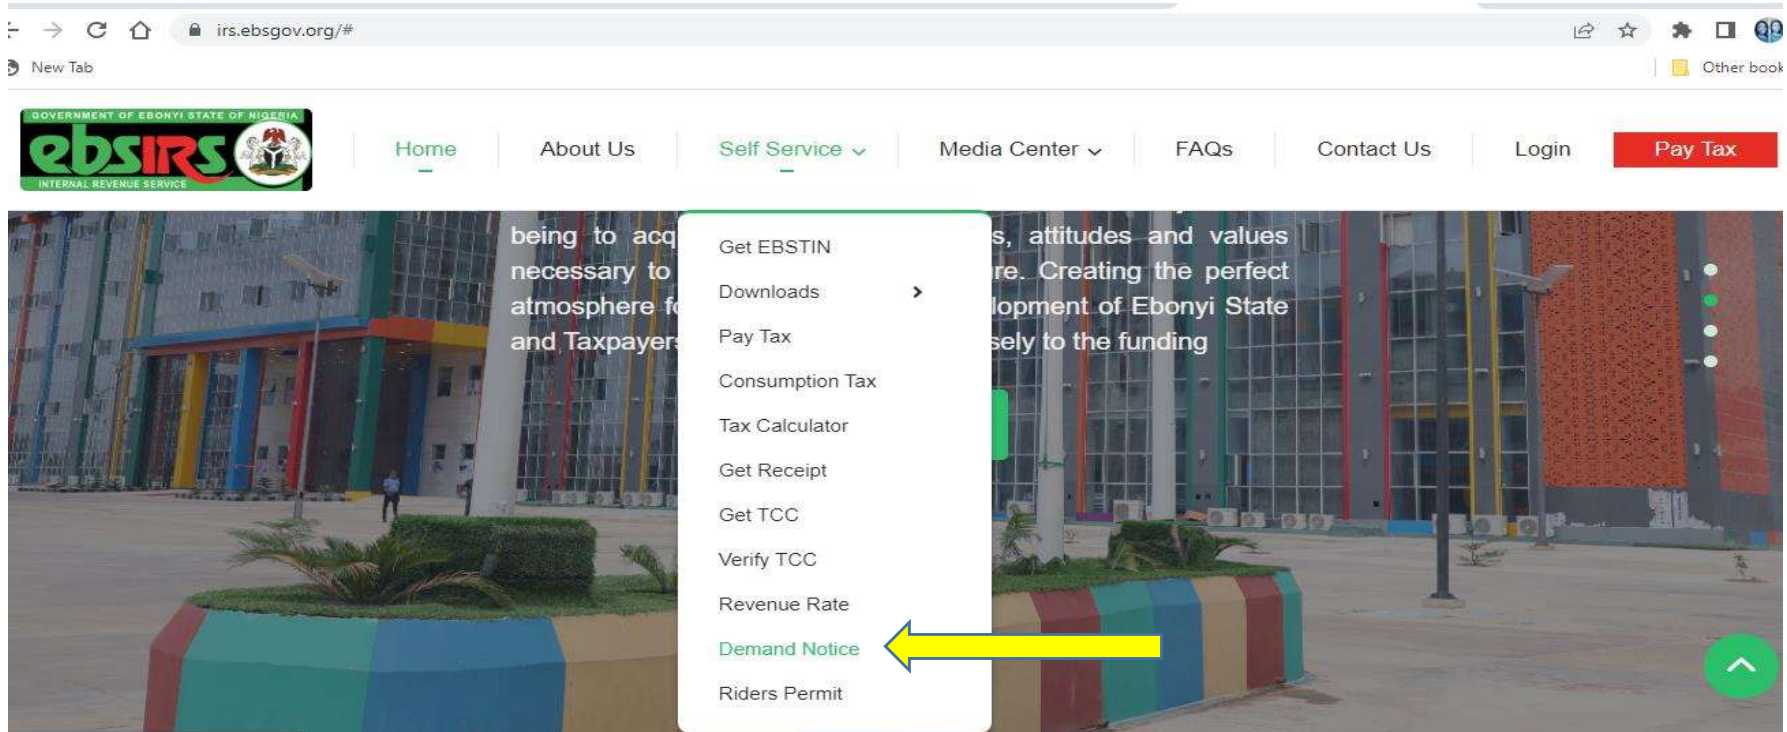 irs.ebsgov.org/#
New Tab
Other book
GOVERNMENT OF EBONYI STATE OF NIGERIA
ebsIRS
INTERNAL REVENUE SERVICE
Home
About Us
Self Service
Media Center
FAQs
Contact Us
Login
Pay Tax
being to acq s, attitudes and values
necessary to re. Creating the perfect
atmosphere fo lopment of Ebonyi State
and Taxpayers sely to the funding
Get EBSTIN
Downloads
Pay Tax
Consumption Tax
Tax Calculator
Get Receipt
Get TCC
Verify TCC
Revenue Rate
Demand Notice
Riders Permit